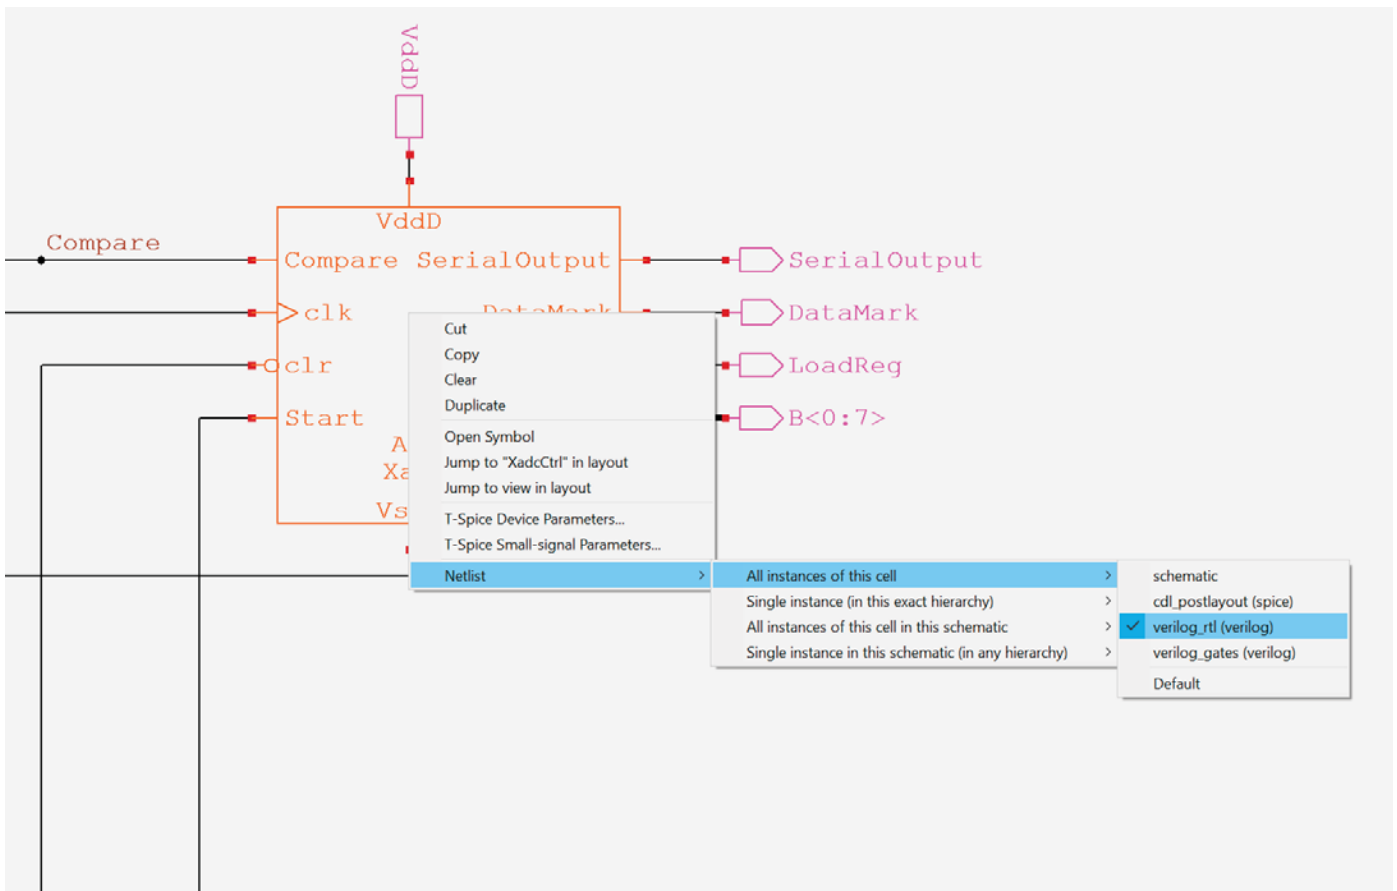 VddD
VddD
Compare
Compare SerialOutput
SerialOutput
clk
DataMark
DataMark
clr
LoadReg
Start
B<0:7>
A
Xa
Vs
Cut
Copy
Clear
Duplicate
Open Symbol
Jump to "XadcCtrl" in layout
Jump to view in layout
T-Spice Device Parameters...
T-Spice Small-signal Parameters...
Netlist
All instances of this cell
Single instance (in this exact hierarchy)
All instances of this cell in this schematic
Single instance in this schematic (in any hierarchy)
schematic
cdl_postlayout (spice)
verilog_rtl (verilog)
verilog_gates (verilog)
Default